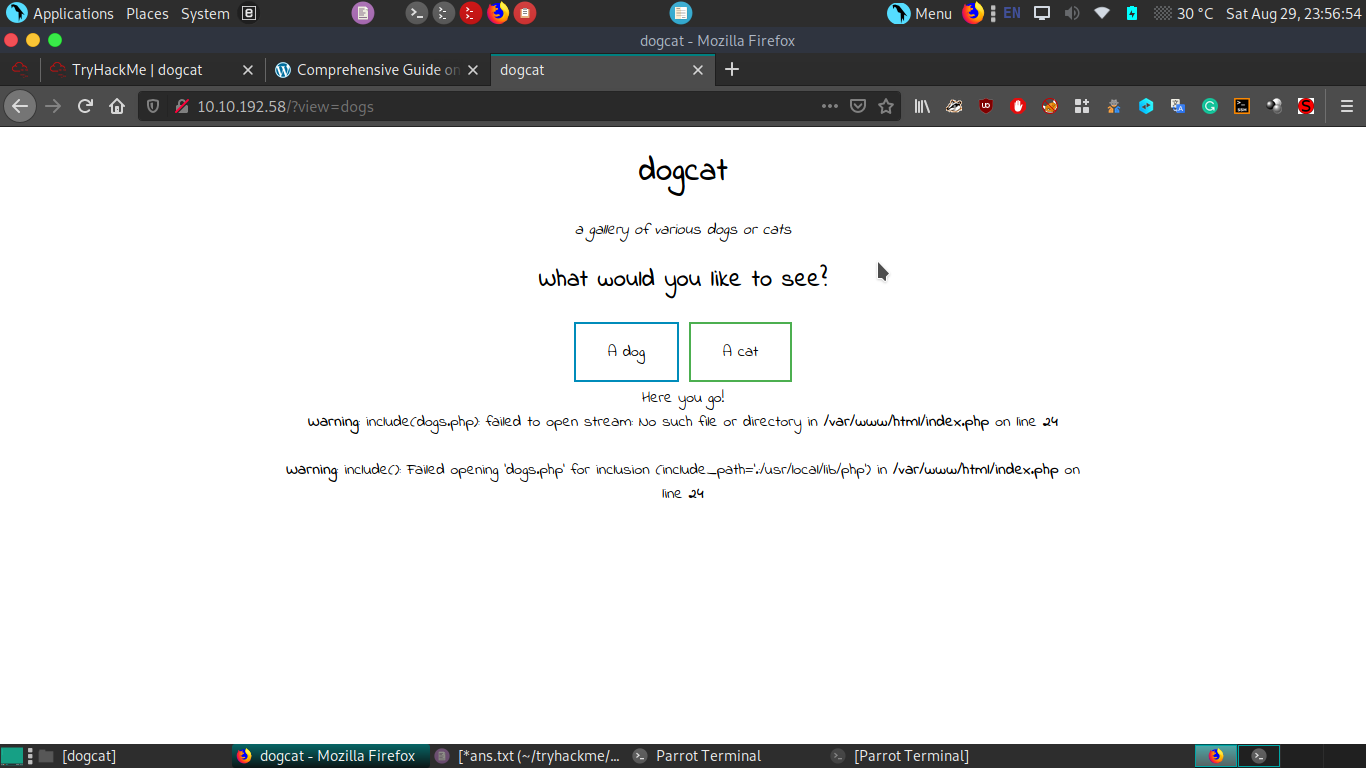 Applications Places System Menu EN 30 °C Sat Aug 29, 23:56:54
dogcat - Mozilla Firefox
TryHackMe | dogcat Comprehensive Guide on dogcat
10.10.192.58/?view=dogs
dogcat
a gallery of various dogs or cats
What would you like to see?
A dog A cat
Here you go!
Warning: include(dogs.php): failed to open stream: No such file or directory in /var/www/html/index.php on line 24
Warning: include(): Failed opening 'dogs.php' for inclusion (include_path='.:/usr/local/lib/php') in /var/www/html/index.php on
line 24
[dogcat] dogcat - Mozilla Firefox [*ans.txt (~/tryhackme/... Parrot Terminal [Parrot Terminal]